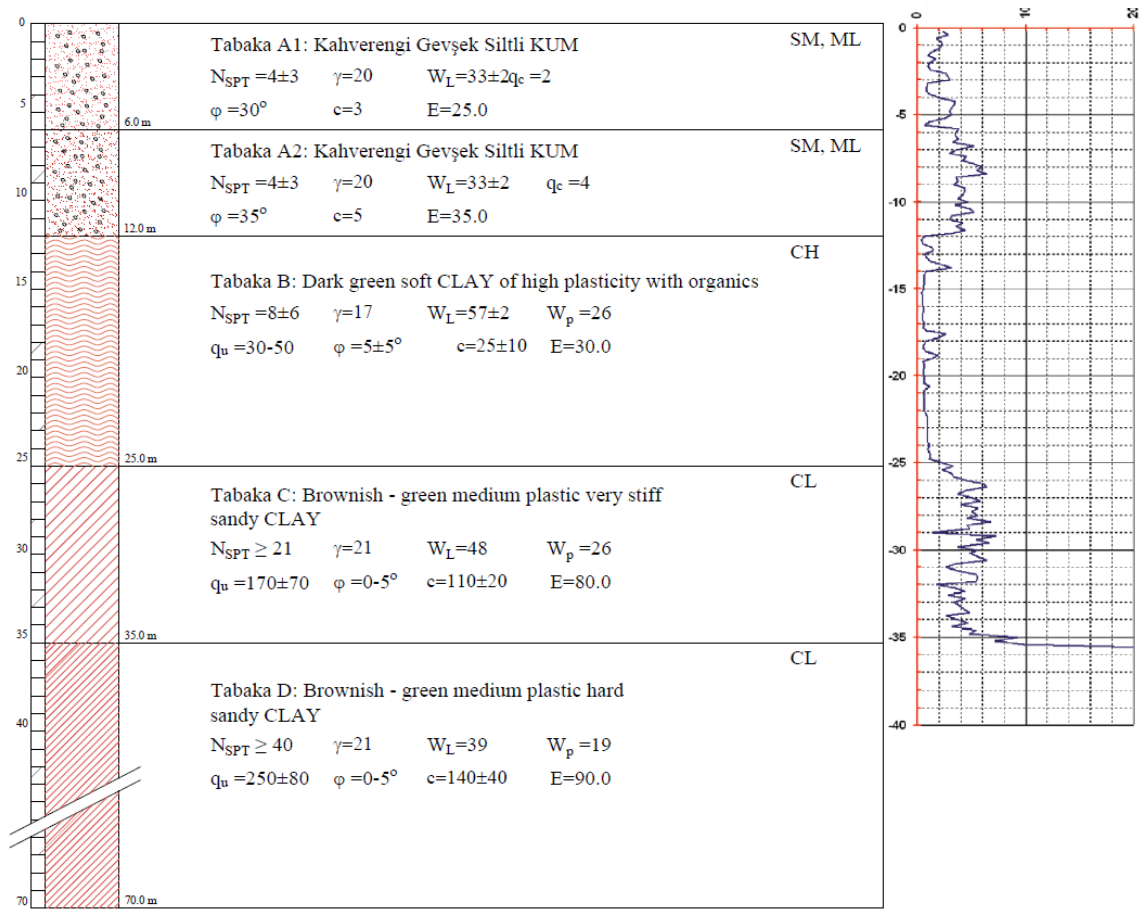 0
5
10
15
20
25
30
35
40
70
6.0 m
12.0 m
25.0 m
35.0 m
70.0 m
Tabaka A1: Kahverengi Gevşek Siltli KUM
SM, ML
N_SPT =4±3 γ=20 W_L=33±2q_c =2
φ =30° c=3 E=25.0
Tabaka A2: Kahverengi Gevşek Siltli KUM
SM, ML
N_SPT =4±3 γ=20 W_L=33±2 q_c =4
φ =35° c=5 E=35.0
CH
Tabaka B: Dark green soft CLAY of high plasticity with organics
N_SPT =8±6 γ=17 W_L=57±2 W_p =26
q_u =30-50 φ =5±5° c=25±10 E=30.0
CL
Tabaka C: Brownish - green medium plastic very stiff
sandy CLAY
N_SPT ≥ 21 γ=21 W_L=48 W_p =26
q_u =170±70 φ =0-5° c=110±20 E=80.0
CL
Tabaka D: Brownish - green medium plastic hard
sandy CLAY
N_SPT ≥ 40 γ=21 W_L=39 W_p =19
q_u =250±80 φ =0-5° c=140±40 E=90.0
0
10
20
0
-5
-10
-15
-20
-25
-30
-35
-40